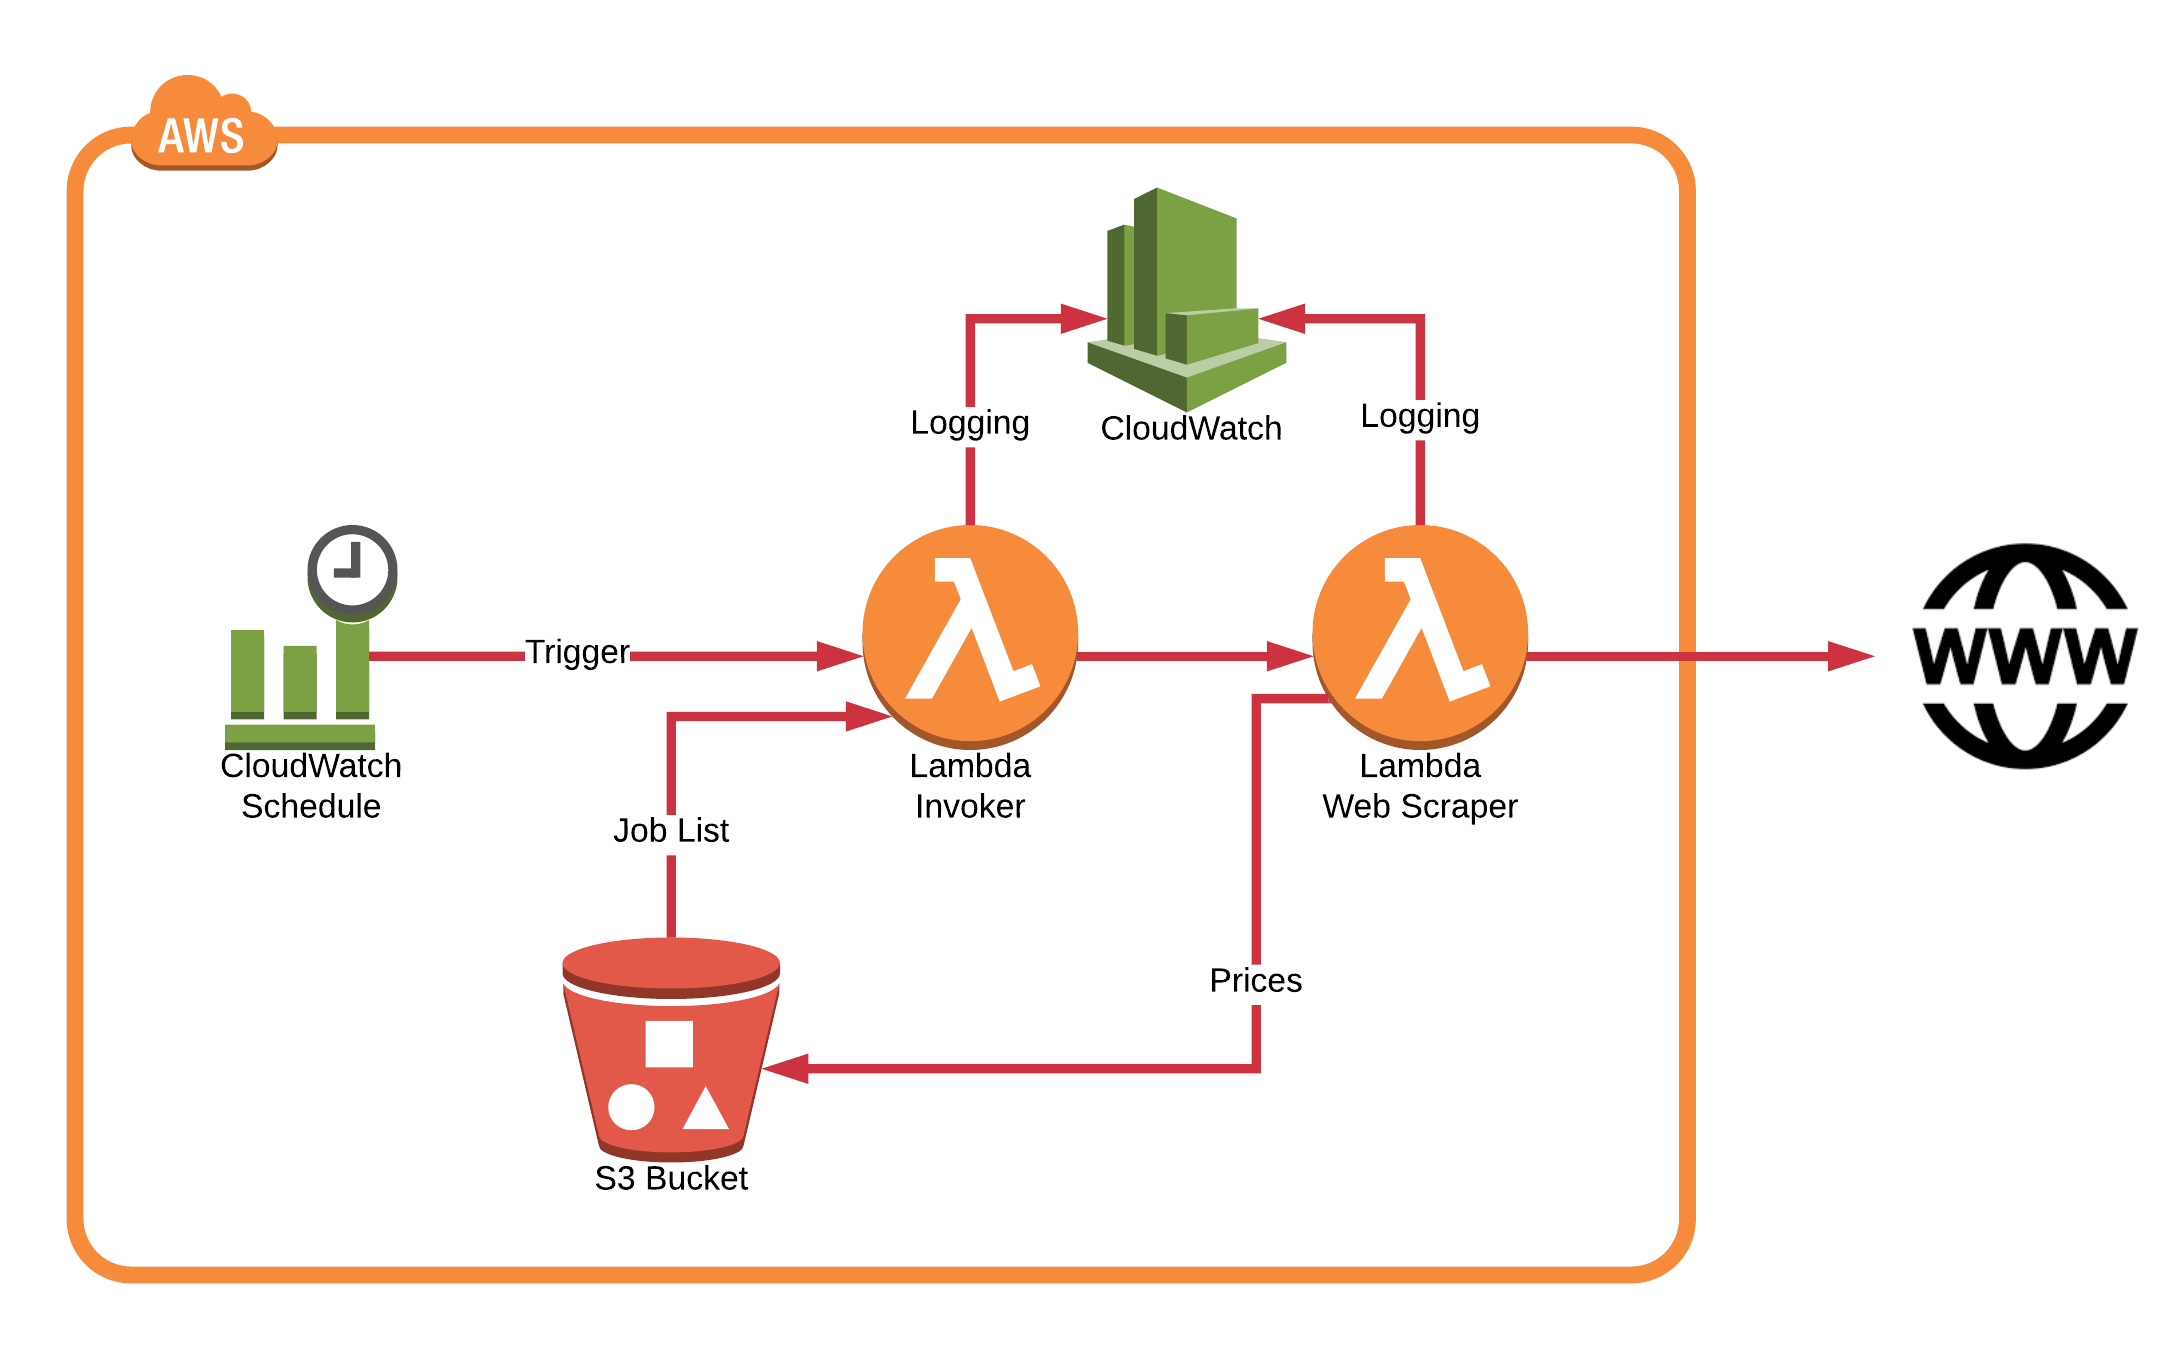 AWS
Logging
CloudWatch
Logging
Trigger
WWW
CloudWatch
Schedule
Lambda
Invoker
Lambda
Web Scraper
Job List
Prices
S3 Bucket